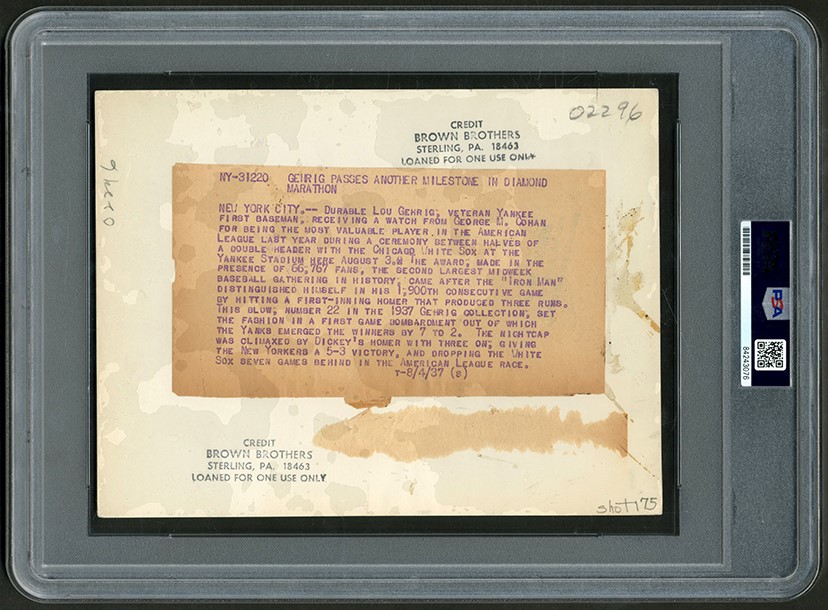 02296
CREDIT
BROWN BROTHERS
STERLING, PA. 18463
LOANED FOR ONE USE ONLY
NY-31220 GEHRIG PASSES ANOTHER MILESTONE IN DIAMOND
MARATHON
NEW YORK CITY.-- DURABLE LOU GEHRIG, VETERAN YANKEE
FIRST BASEMAN, RECEIVING A WATCH FROM GEORGE M. COHAN
FOR BEING THE MOST VALUABLE PLAYER IN THE AMERICAN
LEAGUE LAST YEAR DURING A CEREMONY BETWEEN HALVES OF
A DOUBLE HEADER WITH THE CHICAGO WHITE SOX AT THE
YANKEE STADIUM HERE AUGUST 3. THE AWARD, MADE IN THE
PRESENCE OF 66,767 FANS, THE SECOND LARGEST MIDWEEK
BASEBALL GATHERING IN HISTORY, CAME AFTER THE "IRON MAN"
DISTINGUISHED HIMSELF IN HIS 1,900TH CONSECUTIVE GAME
BY HITTING A FIRST-INNING HOMER THAT PRODUCED THREE RUNS.
THIS BLOW, NUMBER 22 IN THE 1937 GEHRIG COLLECTION, SET
THE FASHION IN A FIRST GAME BOMBARDMENT OUT OF WHICH
THE YANKS EMERGED THE WINNERS BY 7 TO 2. THE NIGHTCAP
WAS CLIMAXED BY DICKEY'S HOMER WITH THREE ON, GIVING
THE NEW YORKERS A 5-3 VICTORY, AND DROPPING THE WHITE
SOX SEVEN GAMES BEHIND IN THE AMERICAN LEAGUE RACE.
T-8/4/37 (S)
CREDIT
BROWN BROTHERS
STERLING, PA. 18463
LOANED FOR ONE USE ONLY
shot 175
PSA
84243076